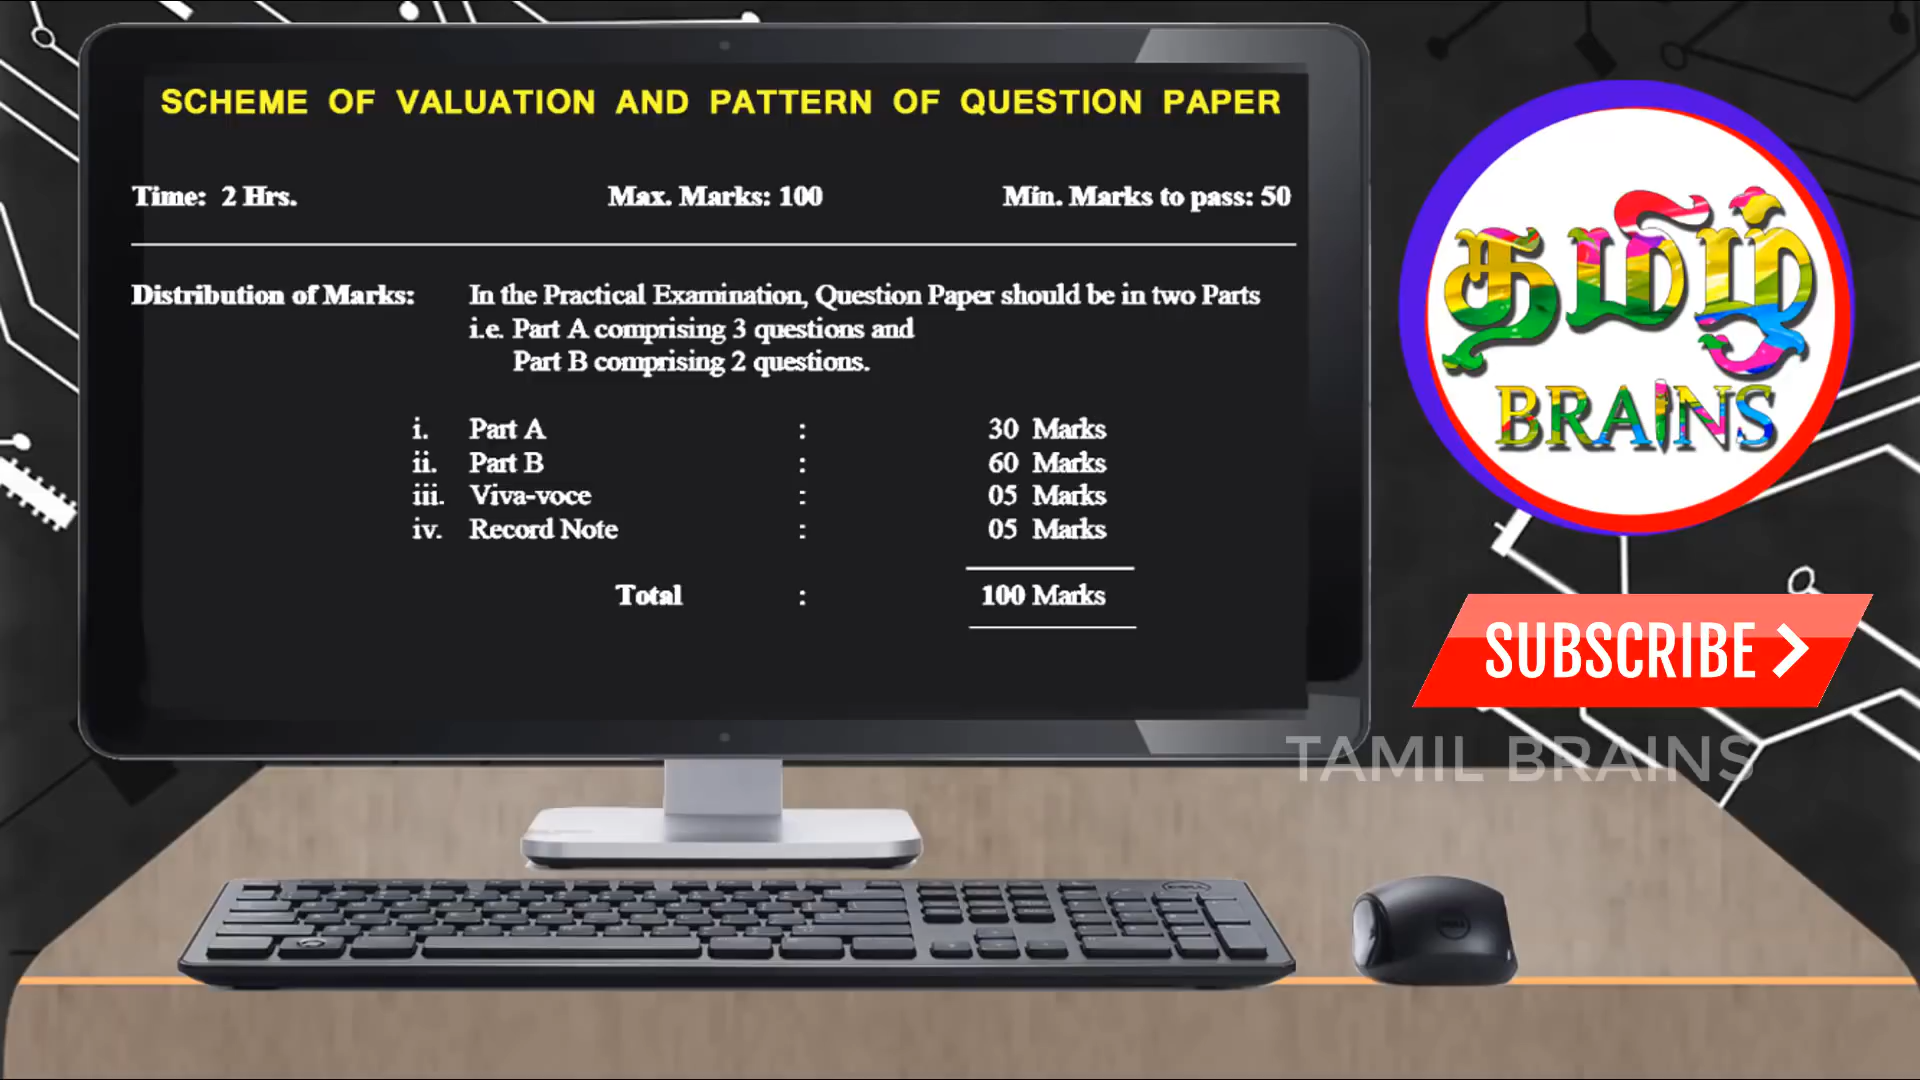 SCHEME OF VALUATION AND PATTERN OF QUESTION PAPER
Time: 2 Hrs. Max. Marks: 100 Min. Marks to pass: 50
Distribution of Marks: In the Practical Examination, Question Paper should be in two Parts
i.e. Part A comprising 3 questions and
Part B comprising 2 questions.
i. Part A : 30 Marks
ii. Part B : 60 Marks
iii. Viva-voce : 05 Marks
iv. Record Note : 05 Marks
Total : 100 Marks
தமிழ்
BRAINS
SUBSCRIBE
TAMIL BRAINS